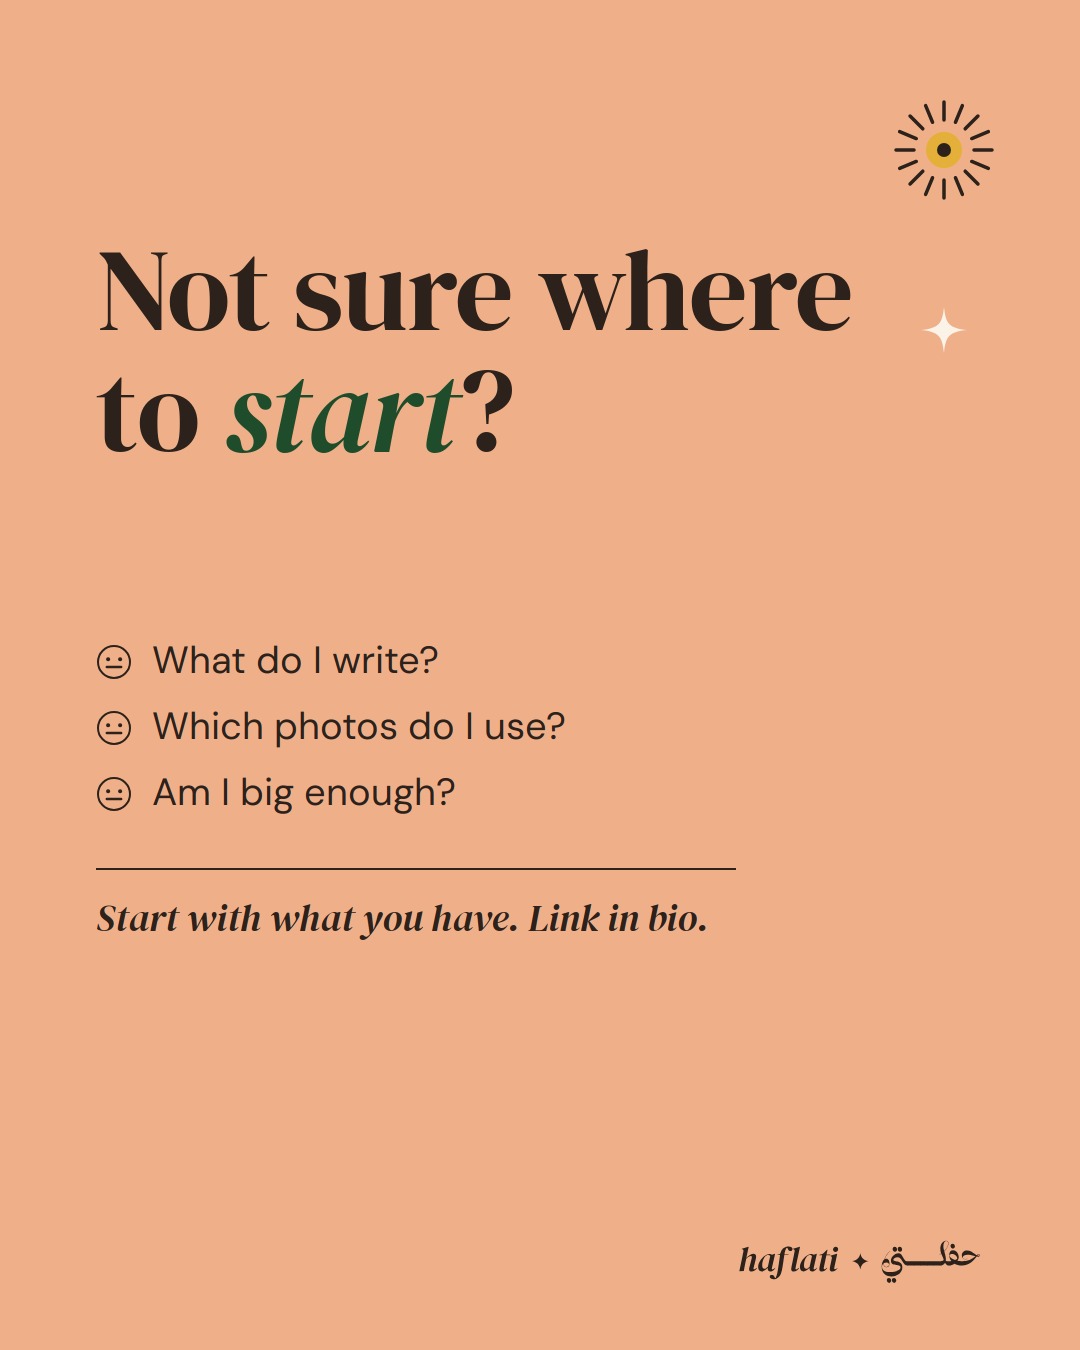 Not sure where
to start?
What do I write?
Which photos do I use?
Am I big enough?
Start with what you have. Link in bio.
haflati ✦ حفلـــتي